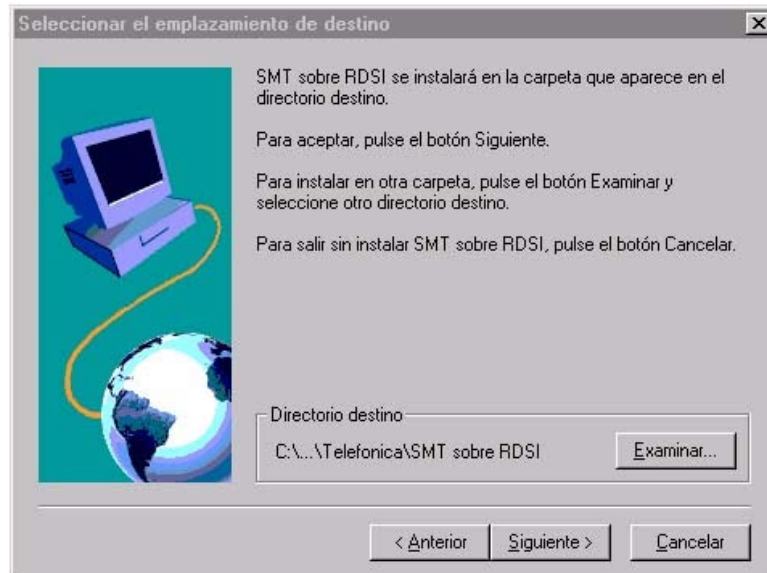 Seleccionar el emplazamiento de destino
SMT sobre RDSI se instalará en la carpeta que aparece en el
directorio destino.
Para aceptar, pulse el botón Siguiente.
Para instalar en otra carpeta, pulse el botón Examinar y
seleccione otro directorio destino.
Para salir sin instalar SMT sobre RDSI, pulse el botón Cancelar.
Directorio destino
C:\...\Telefonica\SMT sobre RDSI
Examinar...
< Anterior
Siguiente >
Cancelar